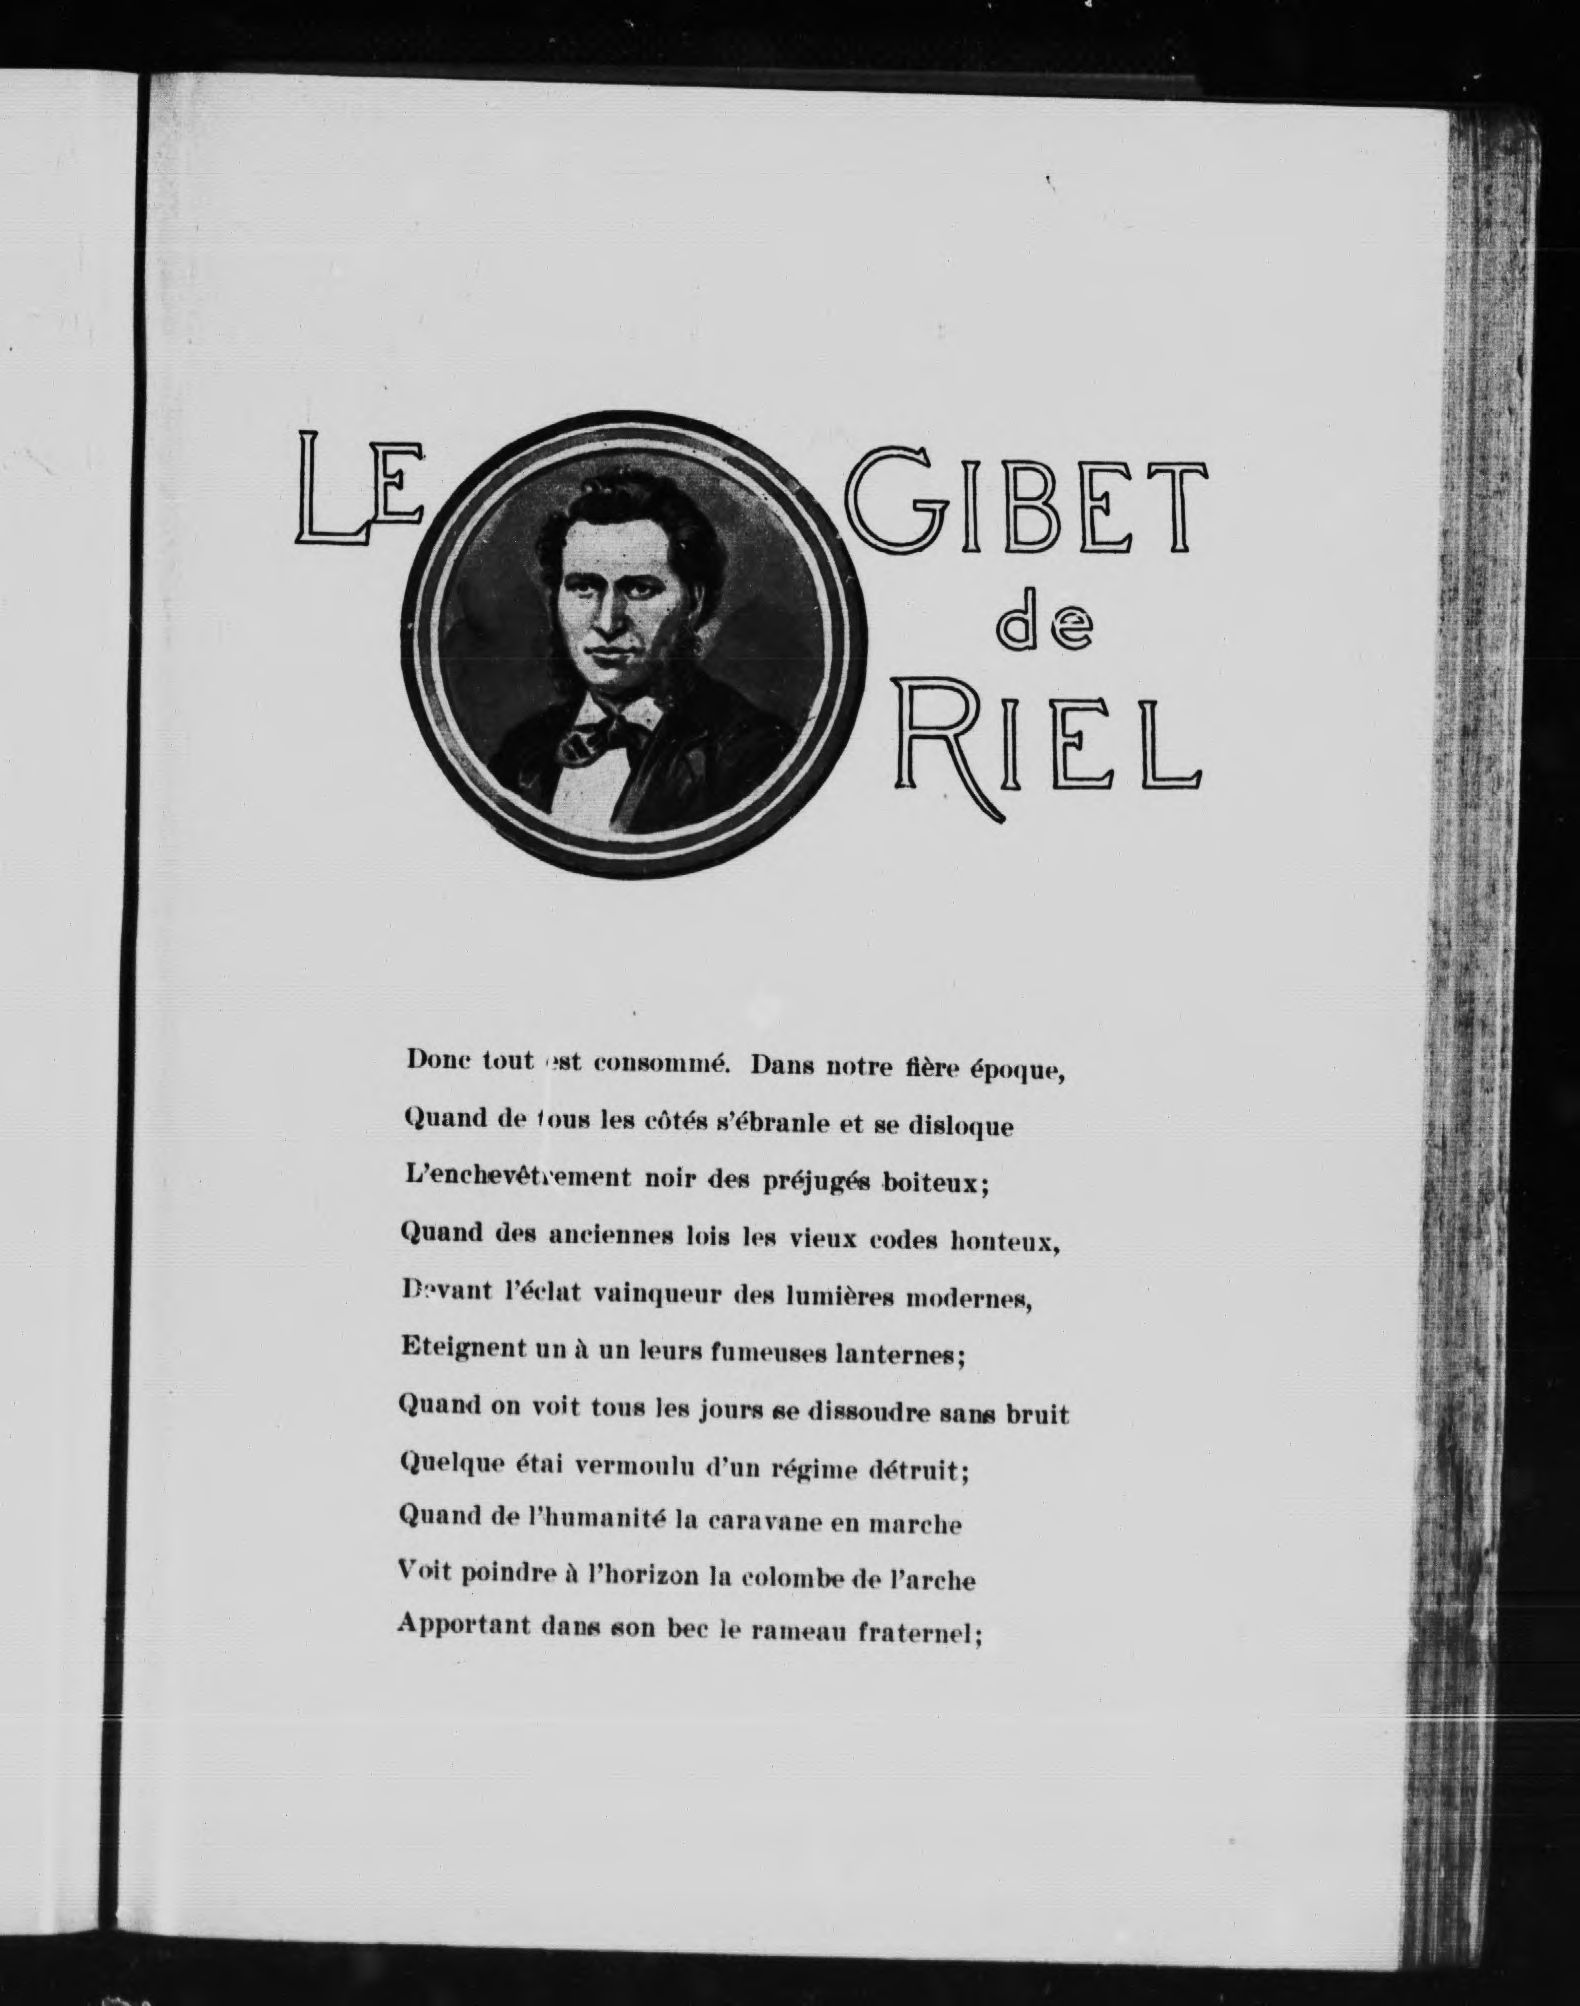 LE GIBET
de
RIEL
Donc tout est consommé. Dans notre fière époque,
Quand de tous les côtés s'ébranle et se disloque
L'enchevêtrement noir des préjugés boiteux;
Quand des anciennes lois les vieux codes honteux,
Devant l'éclat vainqueur des lumières modernes,
Eteignent un à un leurs fumeuses lanternes;
Quand on voit tous les jours se dissoudre sans bruit
Quelque étai vermoulu d'un régime détruit;
Quand de l'humanité la caravane en marche
Voit poindre à l'horizon la colombe de l'arche
Apportant dans son bec le rameau fraternel;